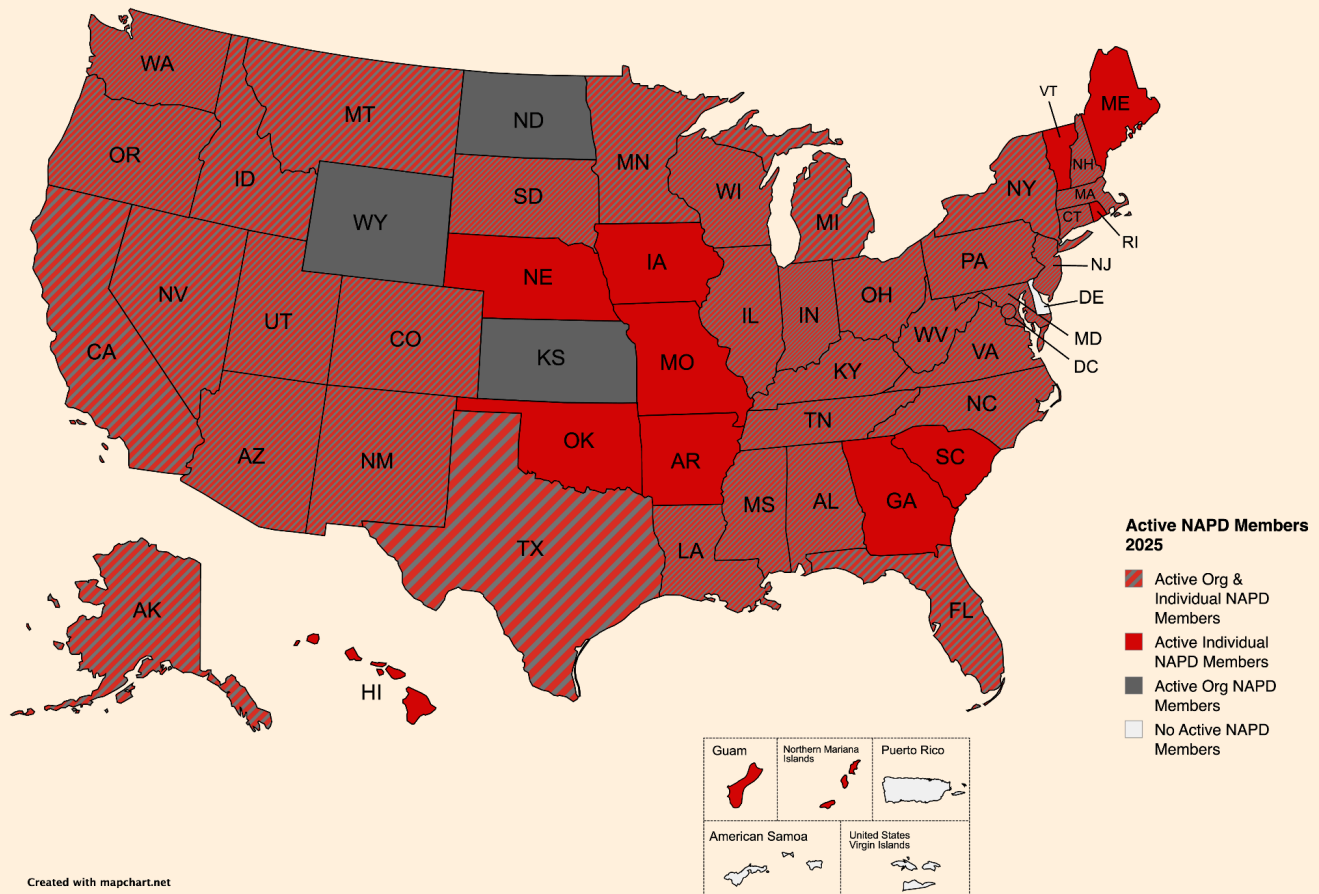 WA
MT
ND
MN
OR
ID
SD
WI
MI
WY
VT
ME
NH
NY
MA
CT
RI
NJ
PA
DE
MD
DC
NE
IA
NV
UT
CO
CA
KS
MO
IL
IN
OH
WV
VA
KY
NC
TN
AZ
NM
OK
AR
SC
MS
AL
GA
TX
LA
FL
AK
HI
Active NAPD Members
2025
Active Org &
Individual NAPD
Members
Active Individual
NAPD Members
Active Org NAPD
Members
No Active NAPD
Members
Guam
Northern Mariana
Islands
Puerto Rico
American Samoa
United States
Virgin Islands
Created with mapchart.net